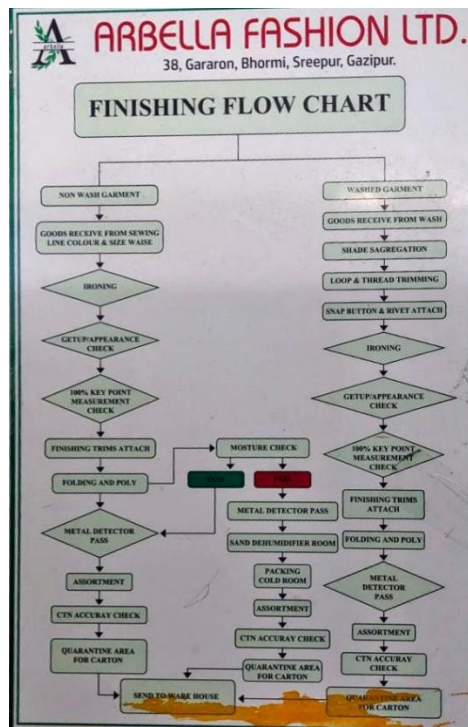 arbella
ARBELLA FASHION LTD.
38, Gararon, Bhormi, Sreepur, Gazipur.
FINISHING FLOW CHART
NON WASH GARMENT
GOODS RECEIVE FROM SEWING
LINE COLOUR & SIZE WAISE
IRONING
GETUP/APPEARANCE
CHECK
100% KEY POINT
MEASUREMENT
CHECK
FINISHING TRIMS ATTACH
FOLDING AND POLY
METAL DETECTOR
PASS
ASSORTMENT
CTN ACCURAY CHECK
QUARANTINE AREA
FOR CARTON
MOSTURE CHECK
FAIL
METAL DETECTOR PASS
SAND DEHUMIDIFIER ROOM
PACKING
COLD ROOM
ASSORTMENT
CTN ACCURAY CHECK
QUARANTINE AREA
FOR CARTON
SEND TO WARE HOUSE
WASHED GARMENT
GOODS RECEIVE FROM WASH
SHADE SAGREGATION
LOOP & THREAD TRIMMING
SNAP BUTTON & RIVET ATTACH
IRONING
GETUP/APPEARANCE
CHECK
100% KEY POINT
MEASUREMENT
CHECK
FINISHING TRIMS
ATTACH
FOLDING AND POLY
METAL
DETECTOR
PASS
ASSORTMENT
CTN ACCURAY
CHECK
QUARANTINE AREA
FOR CARTON